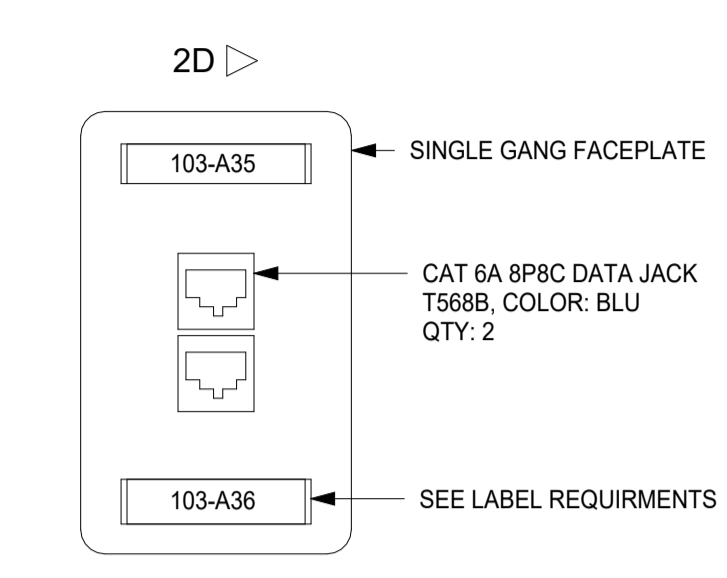 2D
103-A35
SINGLE GANG FACEPLATE
CAT 6A 8P8C DATA JACK
T568B, COLOR: BLU
QTY: 2
103-A36
SEE LABEL REQUIRMENTS